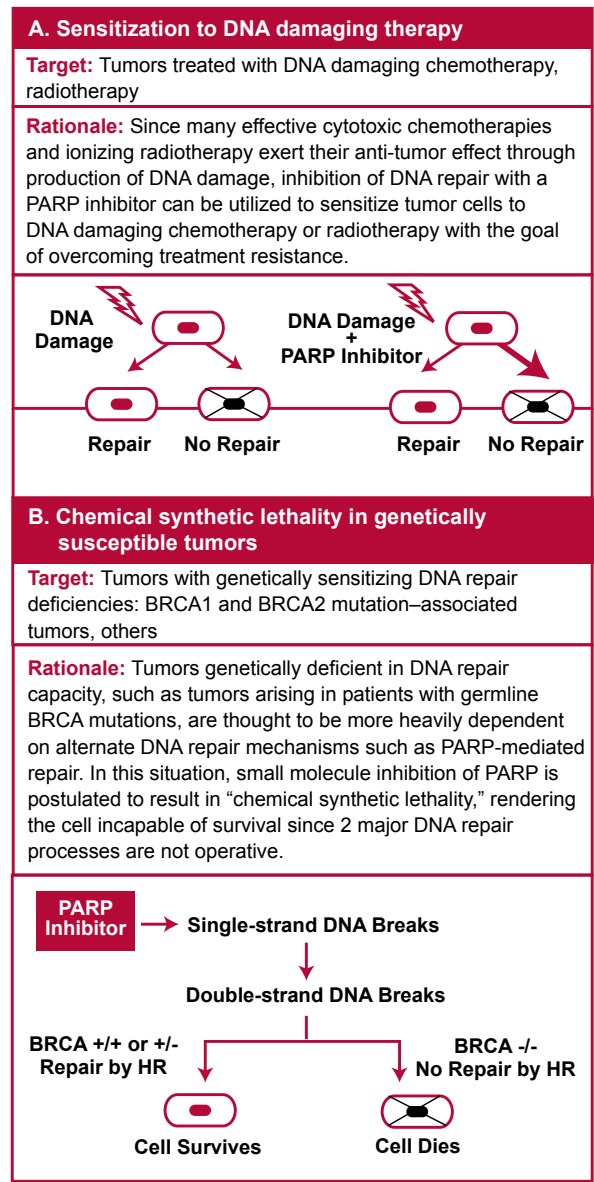 A. Sensitization to DNA damaging therapy
Target: Tumors treated with DNA damaging chemotherapy,
radiotherapy
Rationale: Since many effective cytotoxic chemotherapies
and ionizing radiotherapy exert their anti-tumor effect through
production of DNA damage, inhibition of DNA repair with a
PARP inhibitor can be utilized to sensitize tumor cells to
DNA damaging chemotherapy or radiotherapy with the goal
of overcoming treatment resistance.
DNA
Damage
DNA Damage
+
PARP Inhibitor
Repair
No Repair
Repair
No Repair
B. Chemical synthetic lethality in genetically
susceptible tumors
Target: Tumors with genetically sensitizing DNA repair
deficiencies: BRCA1 and BRCA2 mutation–associated
tumors, others
Rationale: Tumors genetically deficient in DNA repair
capacity, such as tumors arising in patients with germline
BRCA mutations, are thought to be more heavily dependent
on alternate DNA repair mechanisms such as PARP-mediated
repair. In this situation, small molecule inhibition of PARP is
postulated to result in “chemical synthetic lethality,” rendering
the cell incapable of survival since 2 major DNA repair
processes are not operative.
PARP
Inhibitor
Single-strand DNA Breaks
Double-strand DNA Breaks
BRCA +/+ or +/-
Repair by HR
BRCA -/-
No Repair by HR
Cell Survives
Cell Dies